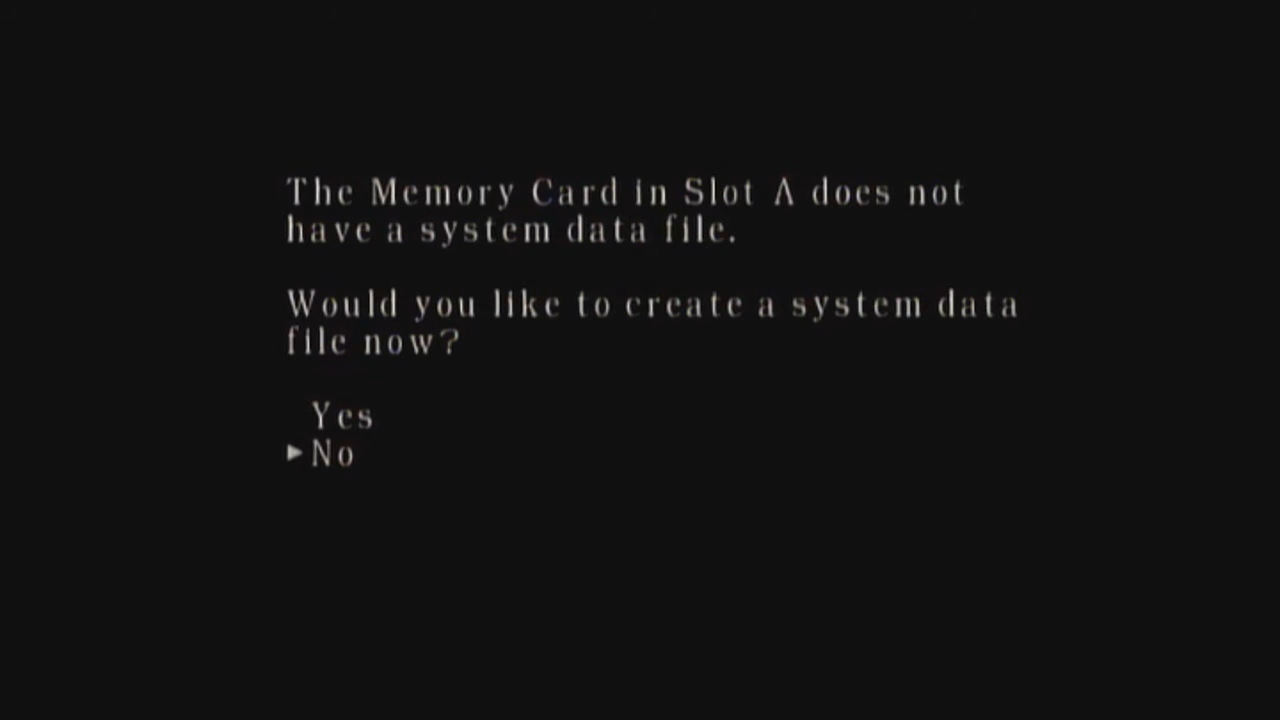 The Memory Card in Slot A does not
have a system data file.
Would you like to create a system data
file now?
Yes
►No